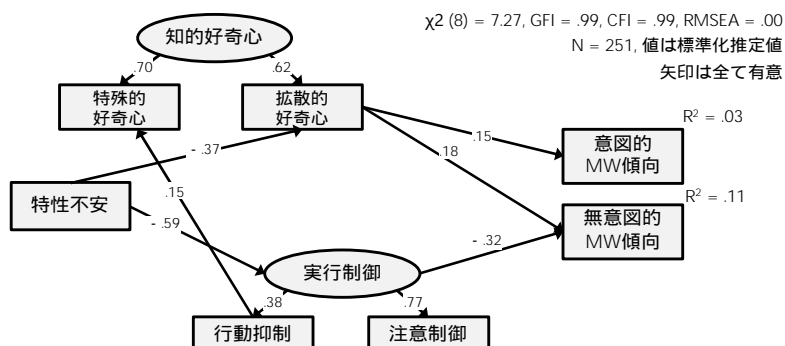 χ2 (8) = 7.27, GFI = .99, CFI = .99, RMSEA = .00
N = 251, 値は標準化推定値
矢印は全て有意
知的好奇心
.70
.62
特殊的
好奇心
拡散的
好奇心
R² = .03
意図的
MW傾向
.15
.18
- .37
.15
特性不安
R² = .11
無意図的
MW傾向
- .59
- .32
実行制御
.38
.77
行動抑制
注意制御